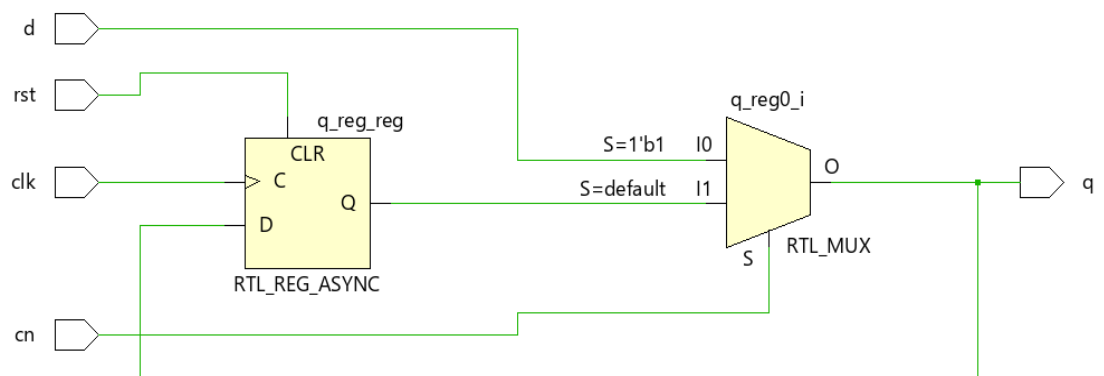 d
rst
q_reg_reg
q_reg0_i
CLR
S=1'b1 I0
clk
C
O
q
S=default I1
Q
D
S
RTL_MUX
RTL_REG_ASYNC
cn